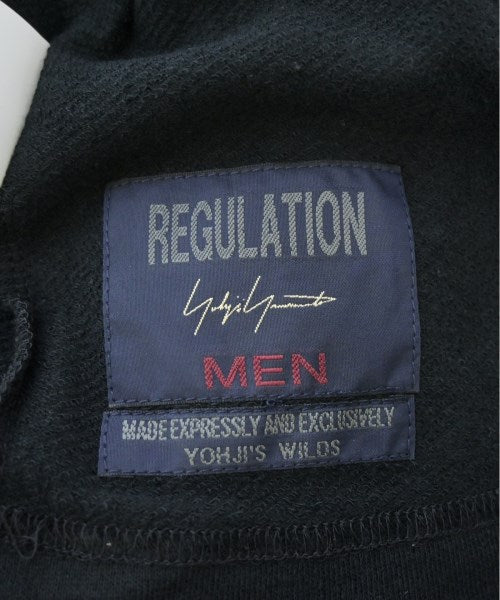 REGULATION
Yohji Yamamoto
MEN
MADE EXPRESSLY AND EXCLUSIVELY
YOHJI'S WILDS